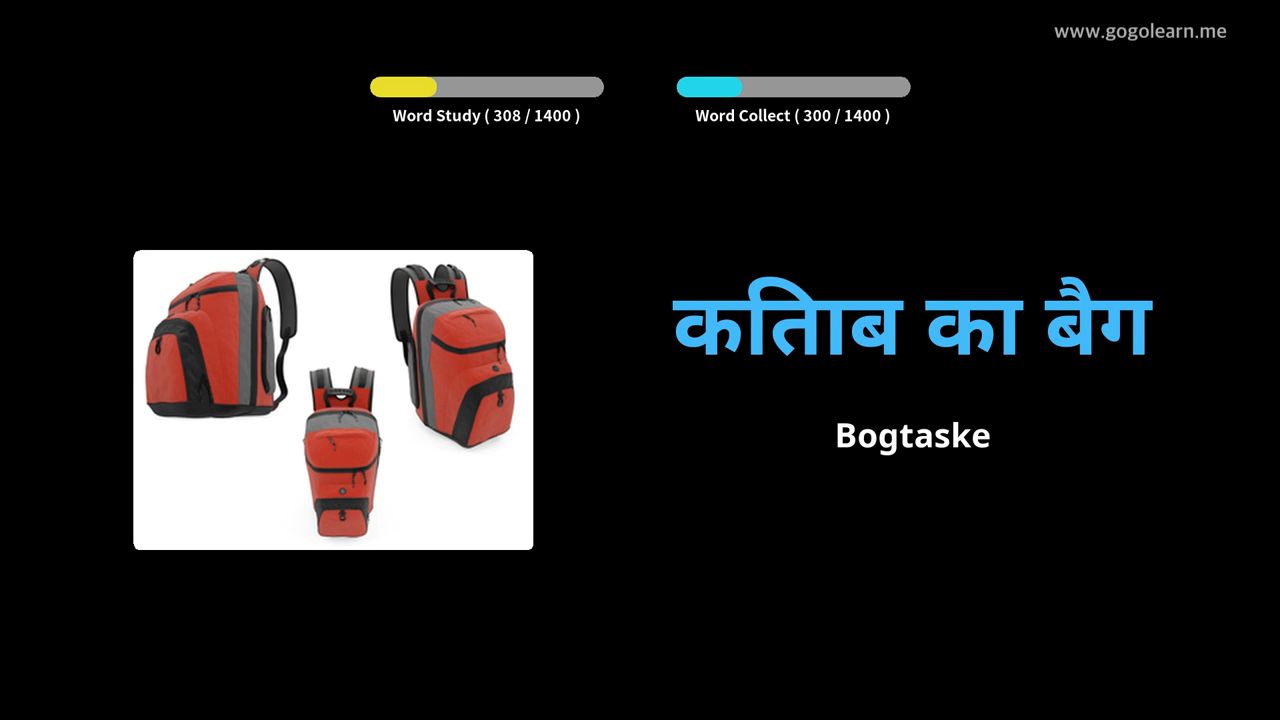 www.gogolearn.me
Word Study ( 308 / 1400 )
Word Collect ( 300 / 1400 )
कतिाब का बैग
Bogtaske